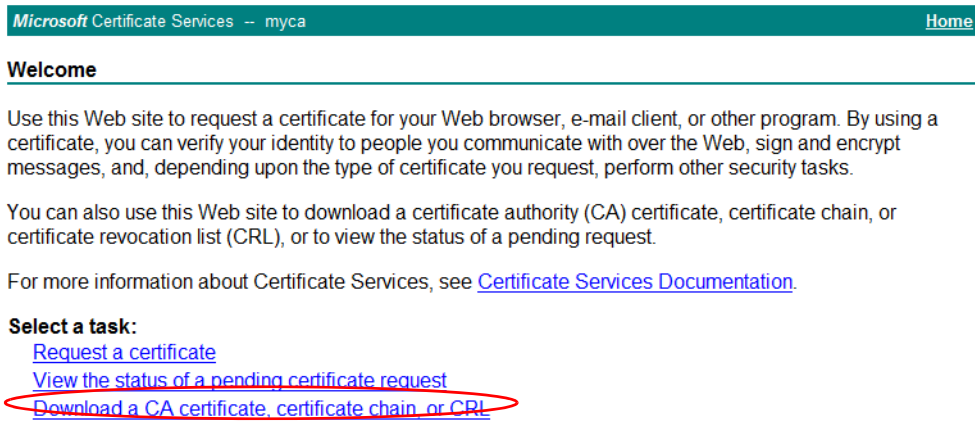 Microsoft Certificate Services -- myca Home
Welcome
Use this Web site to request a certificate for your Web browser, e-mail client, or other program. By using a
certificate, you can verify your identity to people you communicate with over the Web, sign and encrypt
messages, and, depending upon the type of certificate you request, perform other security tasks.
You can also use this Web site to download a certificate authority (CA) certificate, certificate chain, or
certificate revocation list (CRL), or to view the status of a pending request.
For more information about Certificate Services, see Certificate Services Documentation.
Select a task:
Request a certificate
View the status of a pending certificate request
Download a CA certificate, certificate chain, or CRL